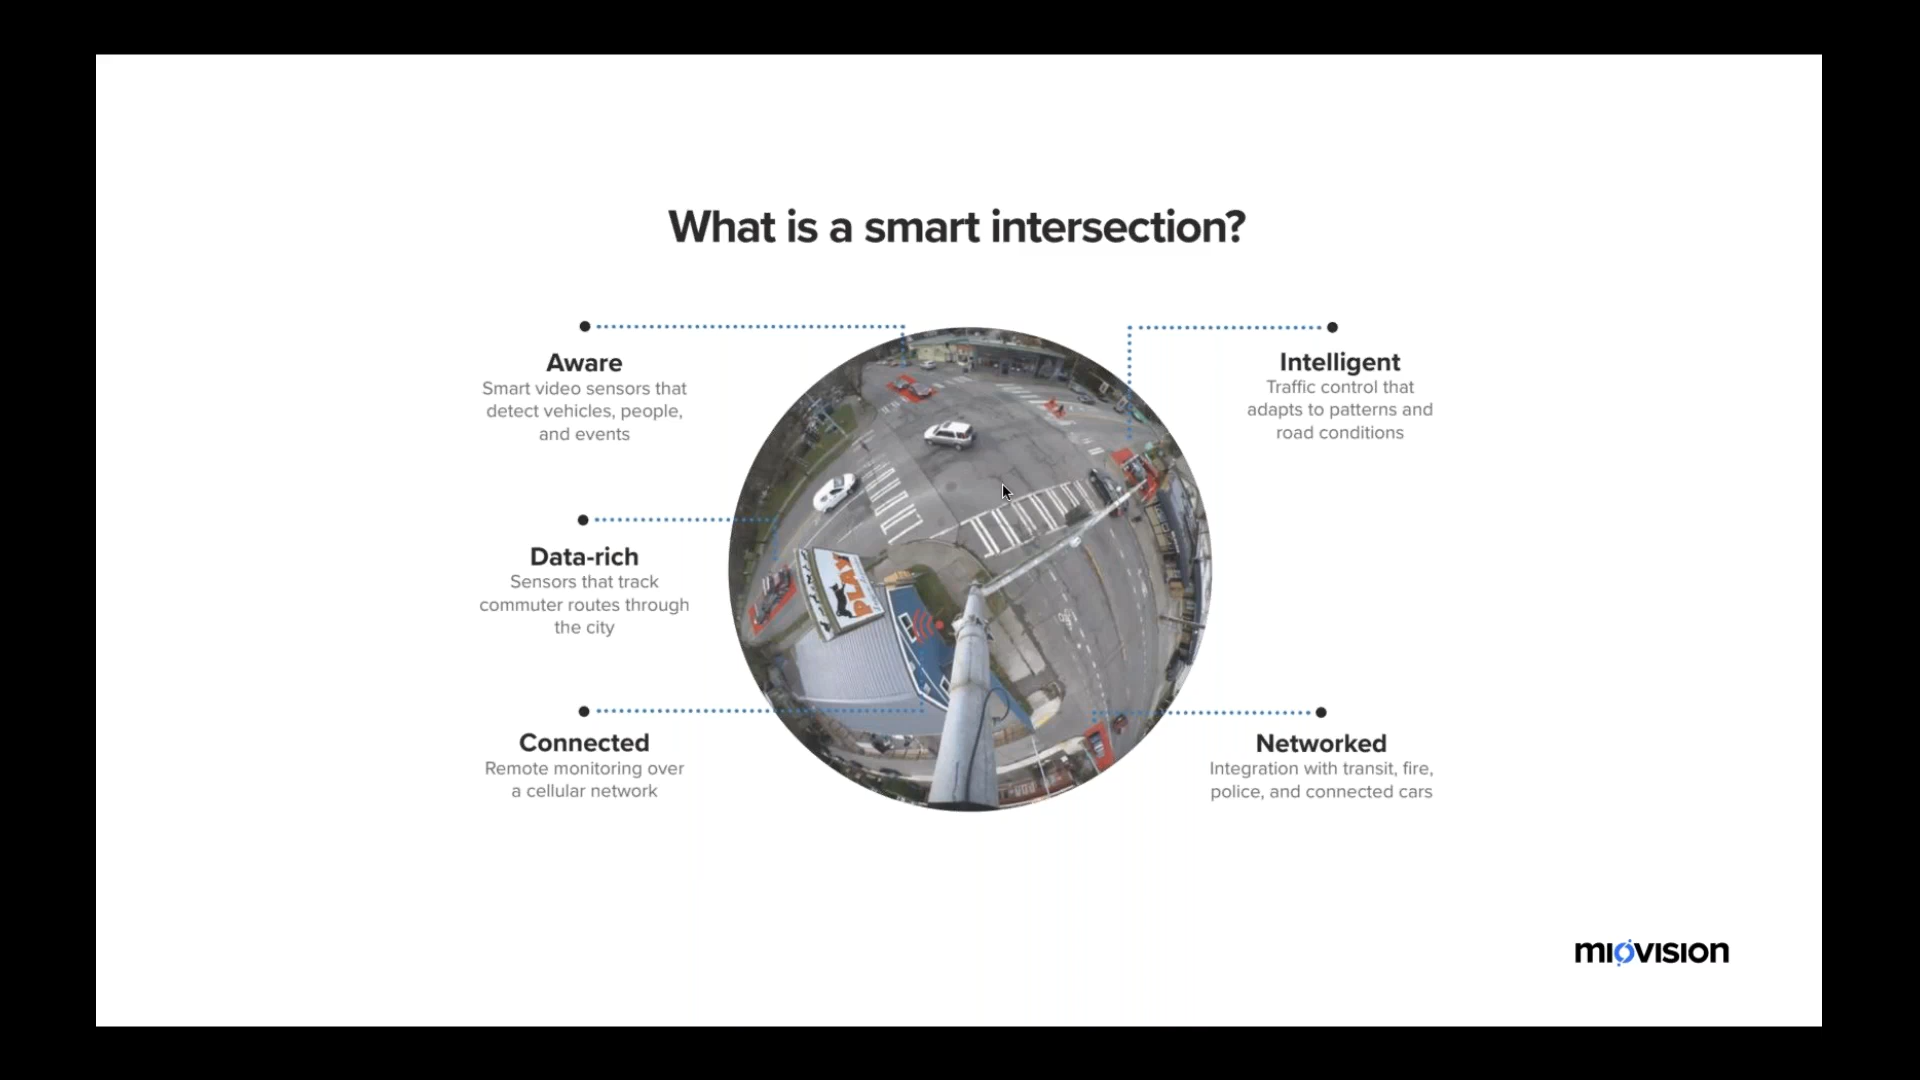 What is a smart intersection?
Aware
Smart video sensors that
detect vehicles, people,
and events
Data-rich
Sensors that track
commuter routes through
the city
Connected
Remote monitoring over
a cellular network
Intelligent
Traffic control that
adapts to patterns and
road conditions
Networked
Integration with transit, fire,
police, and connected cars
PLAY
miovision